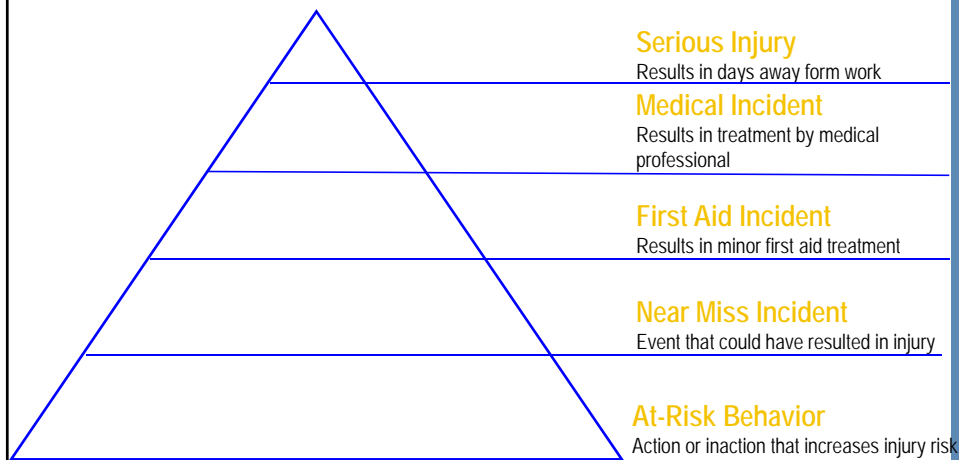 Serious Injury
Results in days away form work
Medical Incident
Results in treatment by medical
professional
First Aid Incident
Results in minor first aid treatment
Near Miss Incident
Event that could have resulted in injury
At-Risk Behavior
Action or inaction that increases injury risk